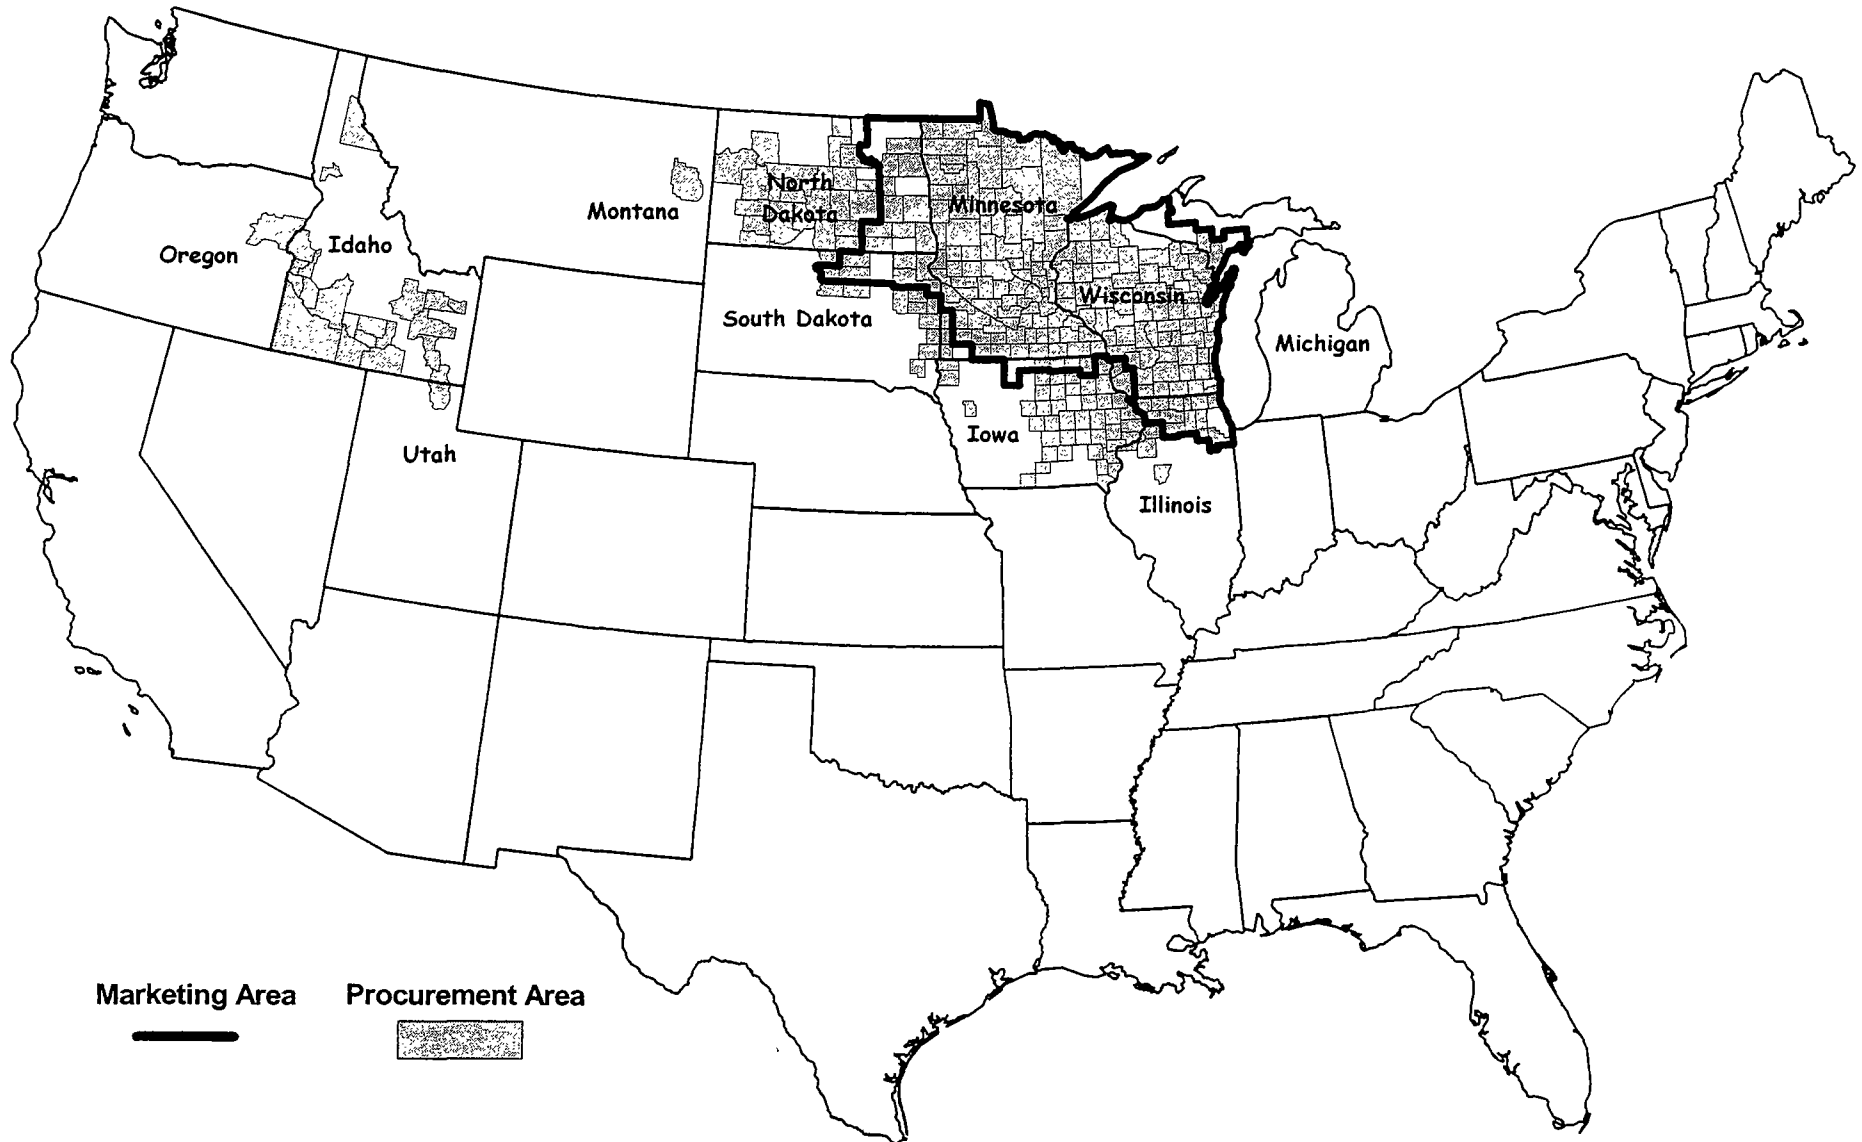 North
Dakota
Minnesota
Montana
Oregon
Idaho
Wisconsin
South Dakota
Michigan
Iowa
Utah
Illinois
Marketing Area
Procurement Area